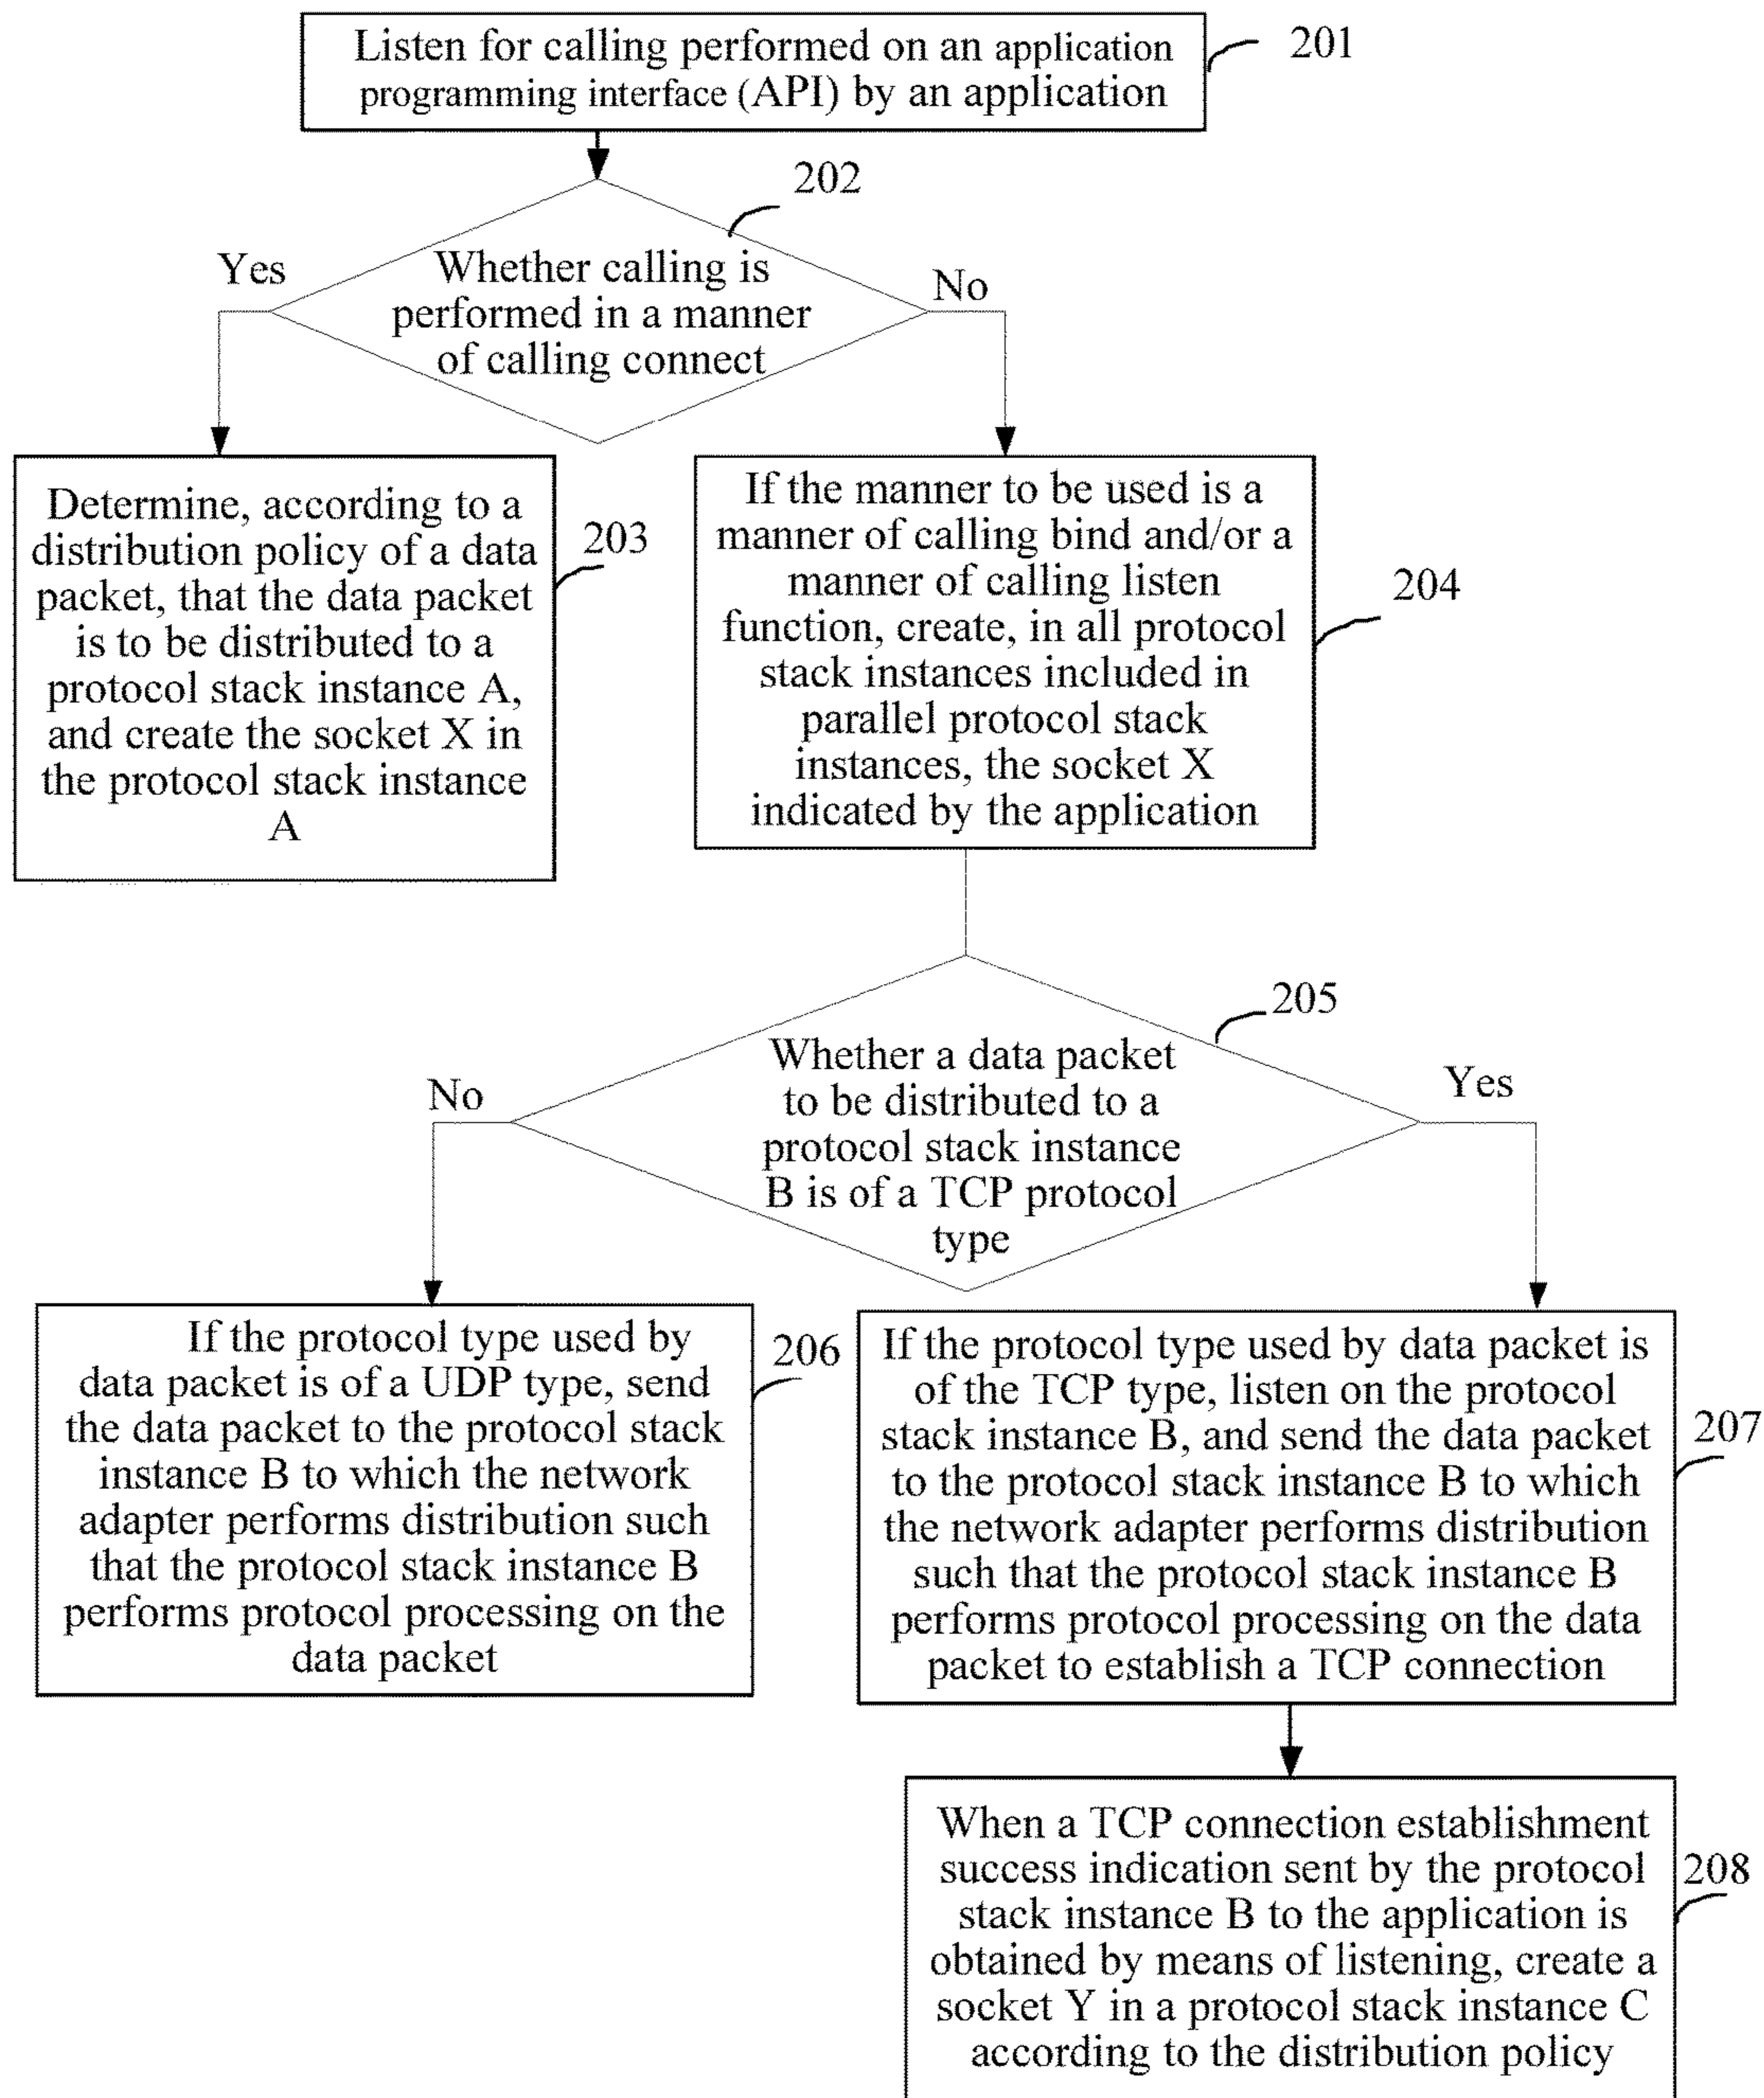 Listen for calling performed on an application
programming interface (API) by an application
201
202
Yes
Whether calling is
performed in a manner
of calling connect
No
Determine, according to a
distribution policy of a data
packet, that the data packet
is to be distributed to a
protocol stack instance A,
and create the socket X in
the protocol stack instance
A
203
If the manner to be used is a
manner of calling bind and/or a
manner of calling listen
function, create, in all protocol
stack instances included in
parallel protocol stack
instances, the socket X
indicated by the application
204
205
Whether a data packet
to be distributed to a
protocol stack instance
B is of a TCP protocol
type
No
Yes
If the protocol type used by
data packet is of a UDP type, send
the data packet to the protocol stack
instance B to which the network
adapter performs distribution such
that the protocol stack instance B
performs protocol processing on the
data packet
206
If the protocol type used by data packet is
of the TCP type, listen on the protocol
stack instance B, and send the data packet
to the protocol stack instance B to which
the network adapter performs distribution
such that the protocol stack instance B
performs protocol processing on the data
packet to establish a TCP connection
207
When a TCP connection establishment
success indication sent by the protocol
stack instance B to the application is
obtained by means of listening, create a
socket Y in a protocol stack instance C
according to the distribution policy
208